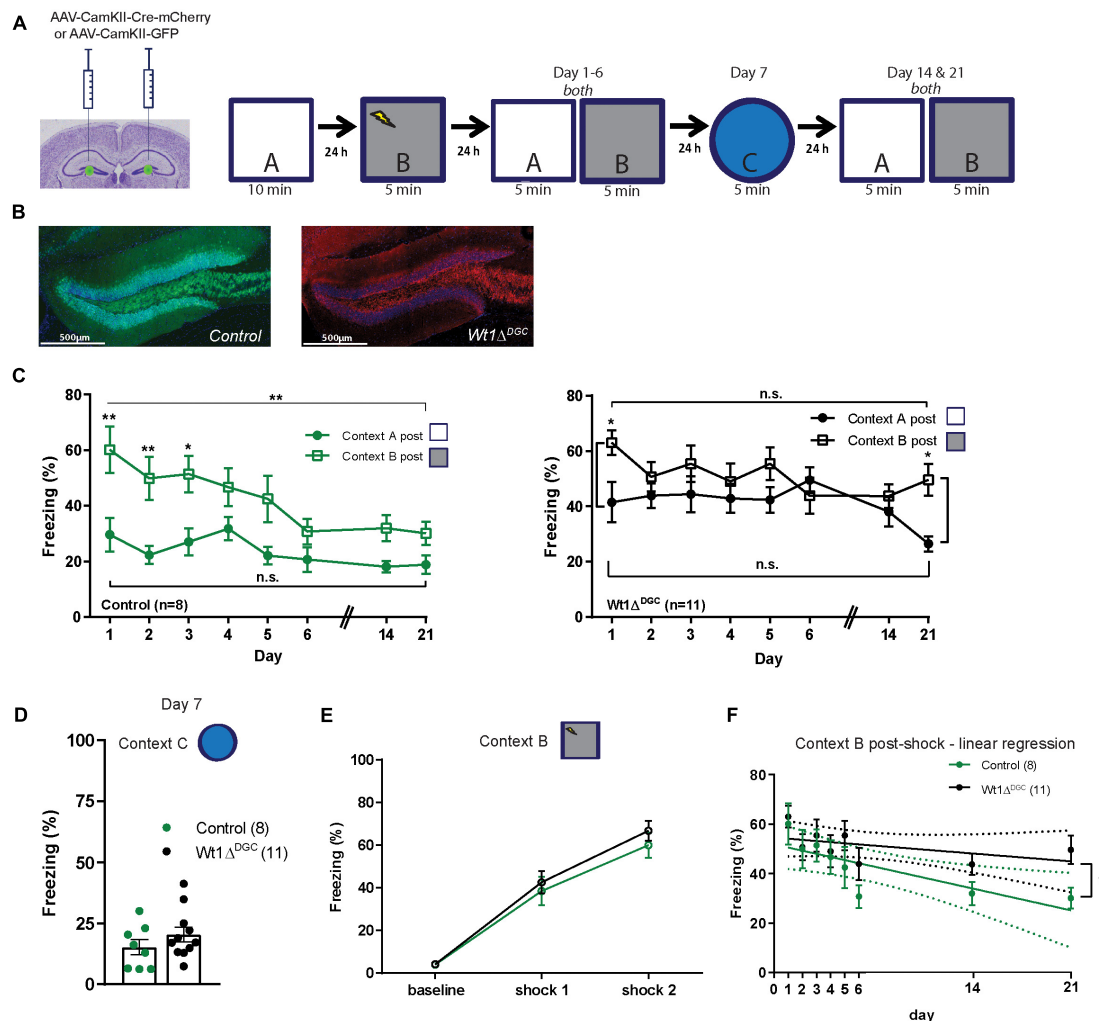 A
AAV-CamKII-Cre-mCherry
or AAV-CamKII-GFP
Day 1-6
both
Day 7
Day 14 & 21
both
A
B
A
B
C
A
B
24 h
24 h
24 h
24 h
10 min
5 min
5 min
5 min
5 min
5 min
5 min
B
500µm
Control
500µm
Wt1Δ^DGC
C
Freezing (%)
80
60
40
20
0
**
**
**
*
Context A post
Context B post
n.s.
Control (n=8)
1 2 3 4 5 6 14 21
Day
Freezing (%)
80
60
40
20
0
n.s.
*
*
Context A post
Context B post
n.s.
Wt1Δ^DGC (n=11)
1 2 3 4 5 6 14 21
Day
D
Day 7
Context C
Freezing (%)
100
75
50
25
0
Control (8)
Wt1Δ^DGC (11)
E
Context B
Freezing (%)
100
80
60
40
20
0
baseline shock 1 shock 2
F
Context B post-shock - linear regression
Control (8)
Wt1Δ^DGC (11)
Freezing (%)
80
60
40
20
0
0 1 2 3 4 5 6 14 21
day